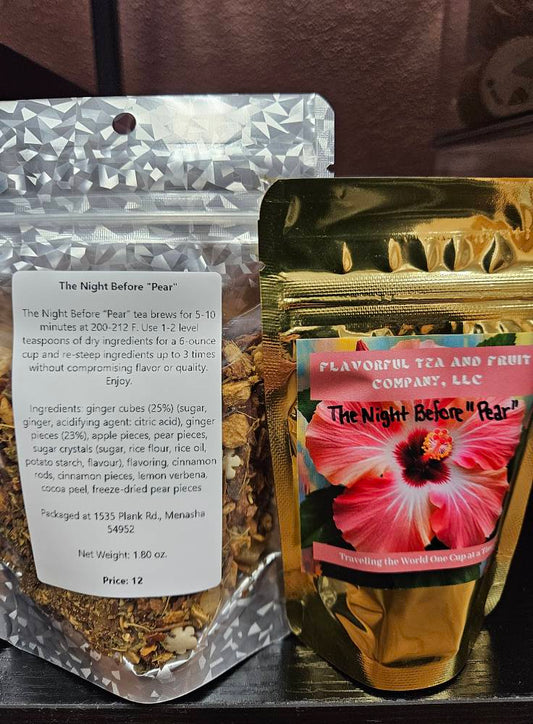 The Night Before "Pear"
The Night Before "Pear" tea brews for 5-10
minutes at 200-212 F. Use 1-2 level
teaspoons of dry ingredients for a 6-ounce
cup and re-steep ingredients up to 3 times
without compromising flavor or quality.
Enjoy.
Ingredients: ginger cubes (25%) (sugar,
ginger, acidifying agent: citric acid), ginger
pieces (23%), apple pieces, pear pieces,
sugar crystals (sugar, rice flour, rice oil,
potato starch, flavour), flavoring, cinnamon
rods, cinnamon pieces, lemon verbena,
cocoa peel, freeze-dried pear pieces
Packaged at 1535 Plank Rd., Menasha
54952
Net Weight: 1.80 oz.
Price: 12
FLAVORFUL TEA AND FRUIT
COMPANY, LLC
The Night Before "Pear"
Traveling the World One Cup at a Time